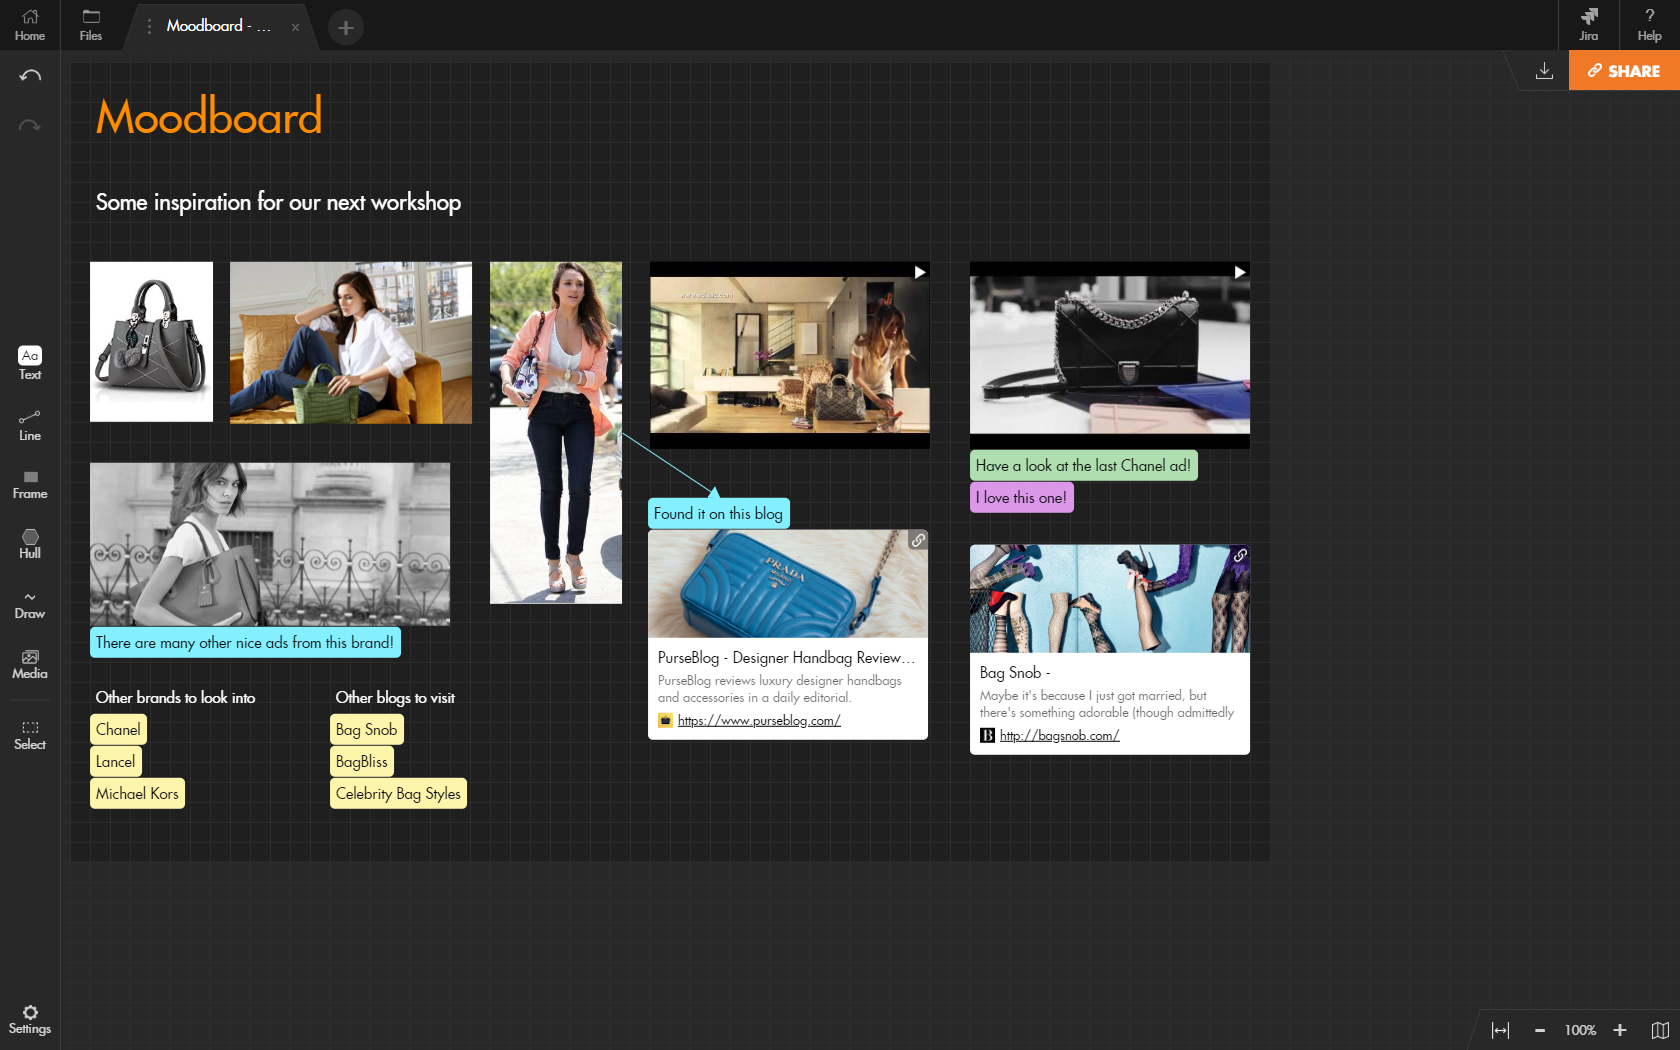 Home
Files
Moodboard - ...
x
Jira
?
Help
SHARE
Moodboard
Some inspiration for our next workshop
Aa
Text
Line
Frame
Hull
Draw
Media
Select
Settings
Have a look at the last Chanel ad!
I love this one!
Found it on this blog
PRADA
MILANO
There are many other nice ads from this brand!
PurseBlog - Designer Handbag Review...
PurseBlog reviews luxury designer handbags
and accessories in a daily editorial.
https://www.purseblog.com/
Bag Snob -
Maybe it's because I just got married, but
there's something adorable (though admittedly
B
http://bagsnob.com/
Other brands to look into
Chanel
Lancel
Michael Kors
Other blogs to visit
Bag Snob
BagBliss
Celebrity Bag Styles
100%